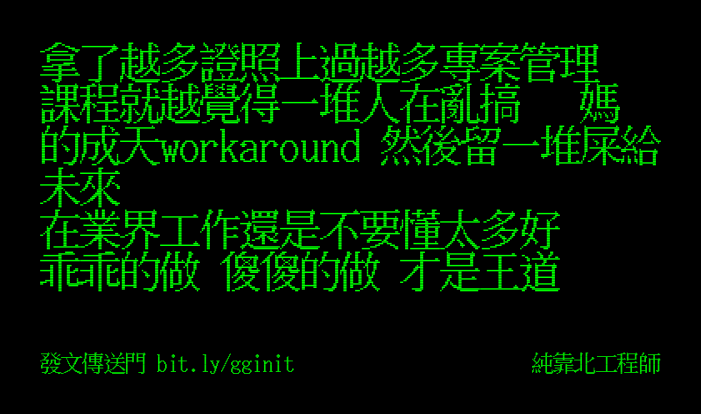 拿了越多證照上過越多專案管理
課程就越覺得一堆人在亂搞　　媽
的成天workaround 然後留一堆屎給
未來
在業界工作還是不要懂太多好
乖乖的做 傻傻的做 才是王道
發文傳送門 bit.ly/gginit
純靠北工程師